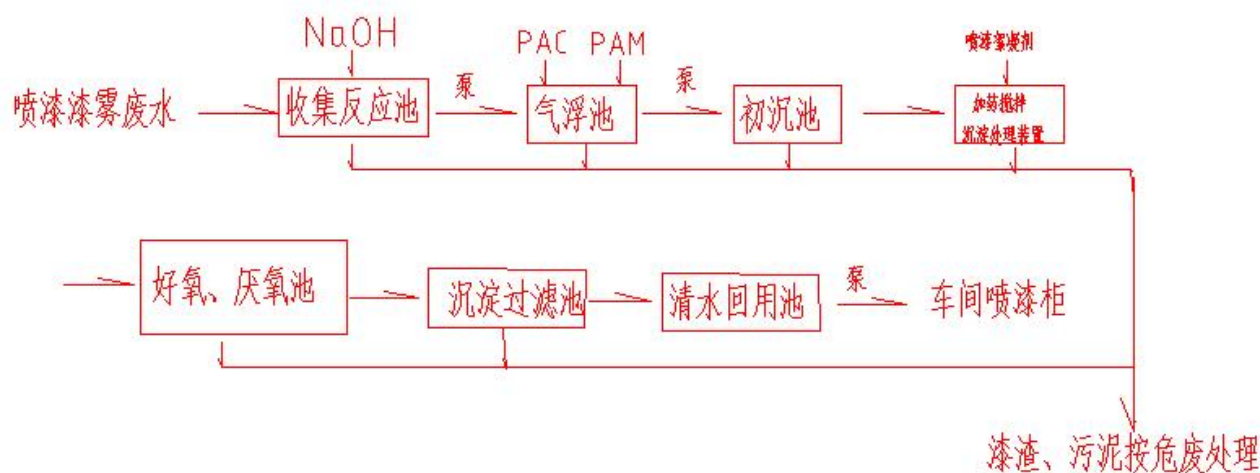 NaOH
PAC PAM
喷漆絮凝剂
喷漆漆雾废水
收集反应池
泵
气浮池
泵
初沉池
加药搅拌
沉淀处理装置
好氧、厌氧池
沉淀过滤池
清水回用池
泵
车间喷漆柜
漆渣、污泥按危废处理